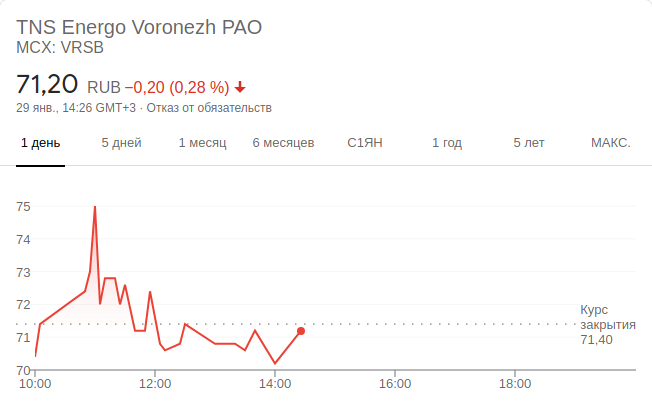 TNS Energo Voronezh PAO
MCX: VRSB
71,20 RUB −0,20 (0,28 %)
29 янв., 14:26 GMT+3 · Отказ от обязательств
1 день 5 дней 1 месяц 6 месяцев С1ЯН 1 год 5 лет МАКС.
75
74
73
72
71
70
Курс
закрытия
71,40
10:00 12:00 14:00 16:00 18:00